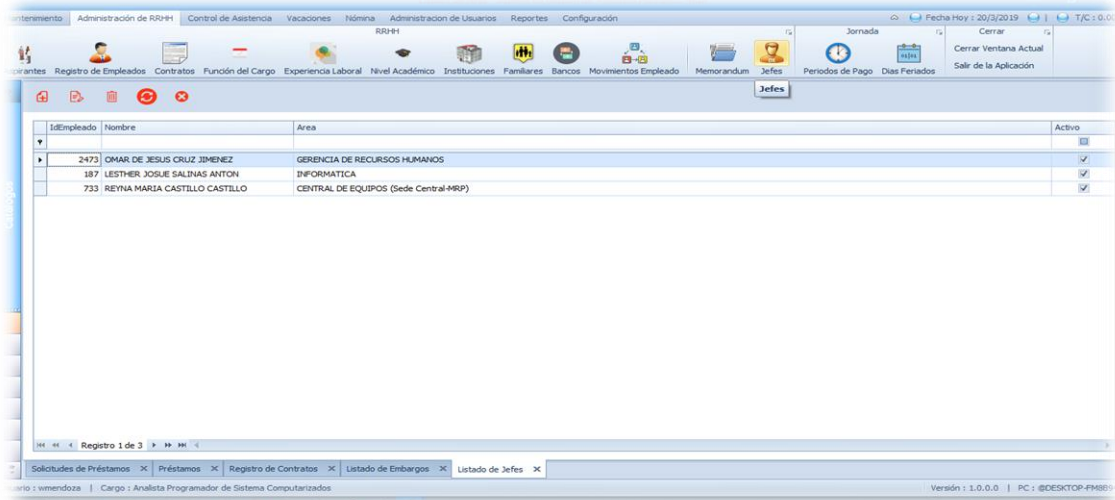 Administración de RRHH Control de Asistencia Vacaciones Nómina Administracion de Usuarios Reportes Configuración Fecha Hoy : 20/3/2019 | T/C : 0.00
RRHH Jornada Cerrar
Registro de Empleados Contratos Función del Cargo Experiencia Laboral Nivel Académico Instituciones Familiares Bancos Movimientos Empleado Memorandum Jefes Periodos de Pago Dias Feriados Cerrar Ventana Actual
Salir de la Aplicación
Jefes
IdEmpleado Nombre Area Activo
2473 OMAR DE JESUS CRUZ JIMENEZ GERENCIA DE RECURSOS HUMANOS
187 LESTHER JOSUE SALINAS ANTON INFORMATICA
733 REYNA MARIA CASTILLO CASTILLO CENTRAL DE EQUIPOS (Sede Central-MRP)
Registro 1 de 3
Solicitudes de Préstamos Préstamos Registro de Contratos Listado de Embargos Listado de Jefes
: wmendoza | Cargo : Analista Programador de Sistema Computarizados Versión : 1.0.0.0 | PC :